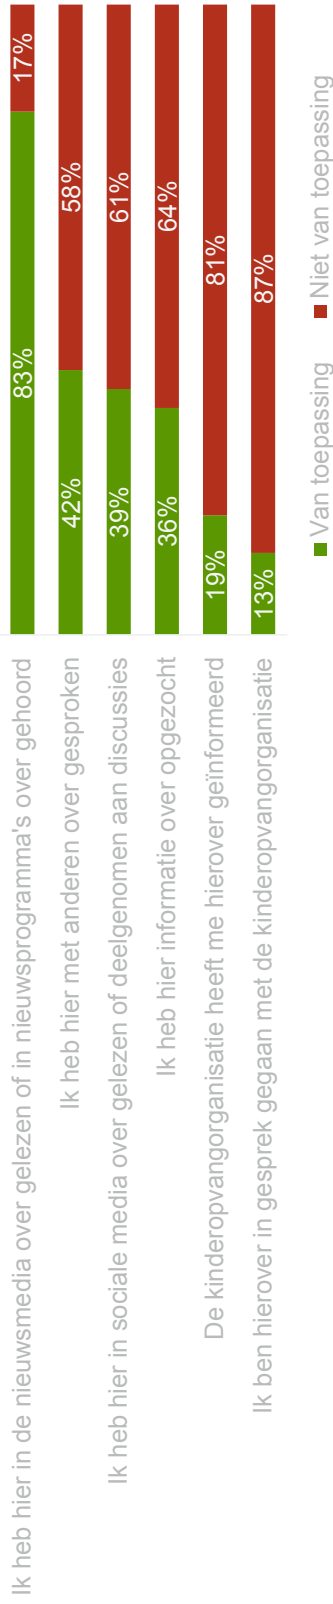 Ik heb hier in de nieuwsmedia over gelezen of in nieuwsprogramma's over gehoord
83%
17%
Ik heb hier met anderen over gesproken
42%
58%
Ik heb hier in sociale media over gelezen of deelgenomen aan discussies
39%
61%
Ik heb hier informatie over opgezocht
36%
64%
De kinderopvangorganisatie heeft me hierover geïnformeerd
19%
81%
Ik ben hierover in gesprek gegaan met de kinderopvangorganisatie
13%
87%
Van toepassing
Niet van toepassing